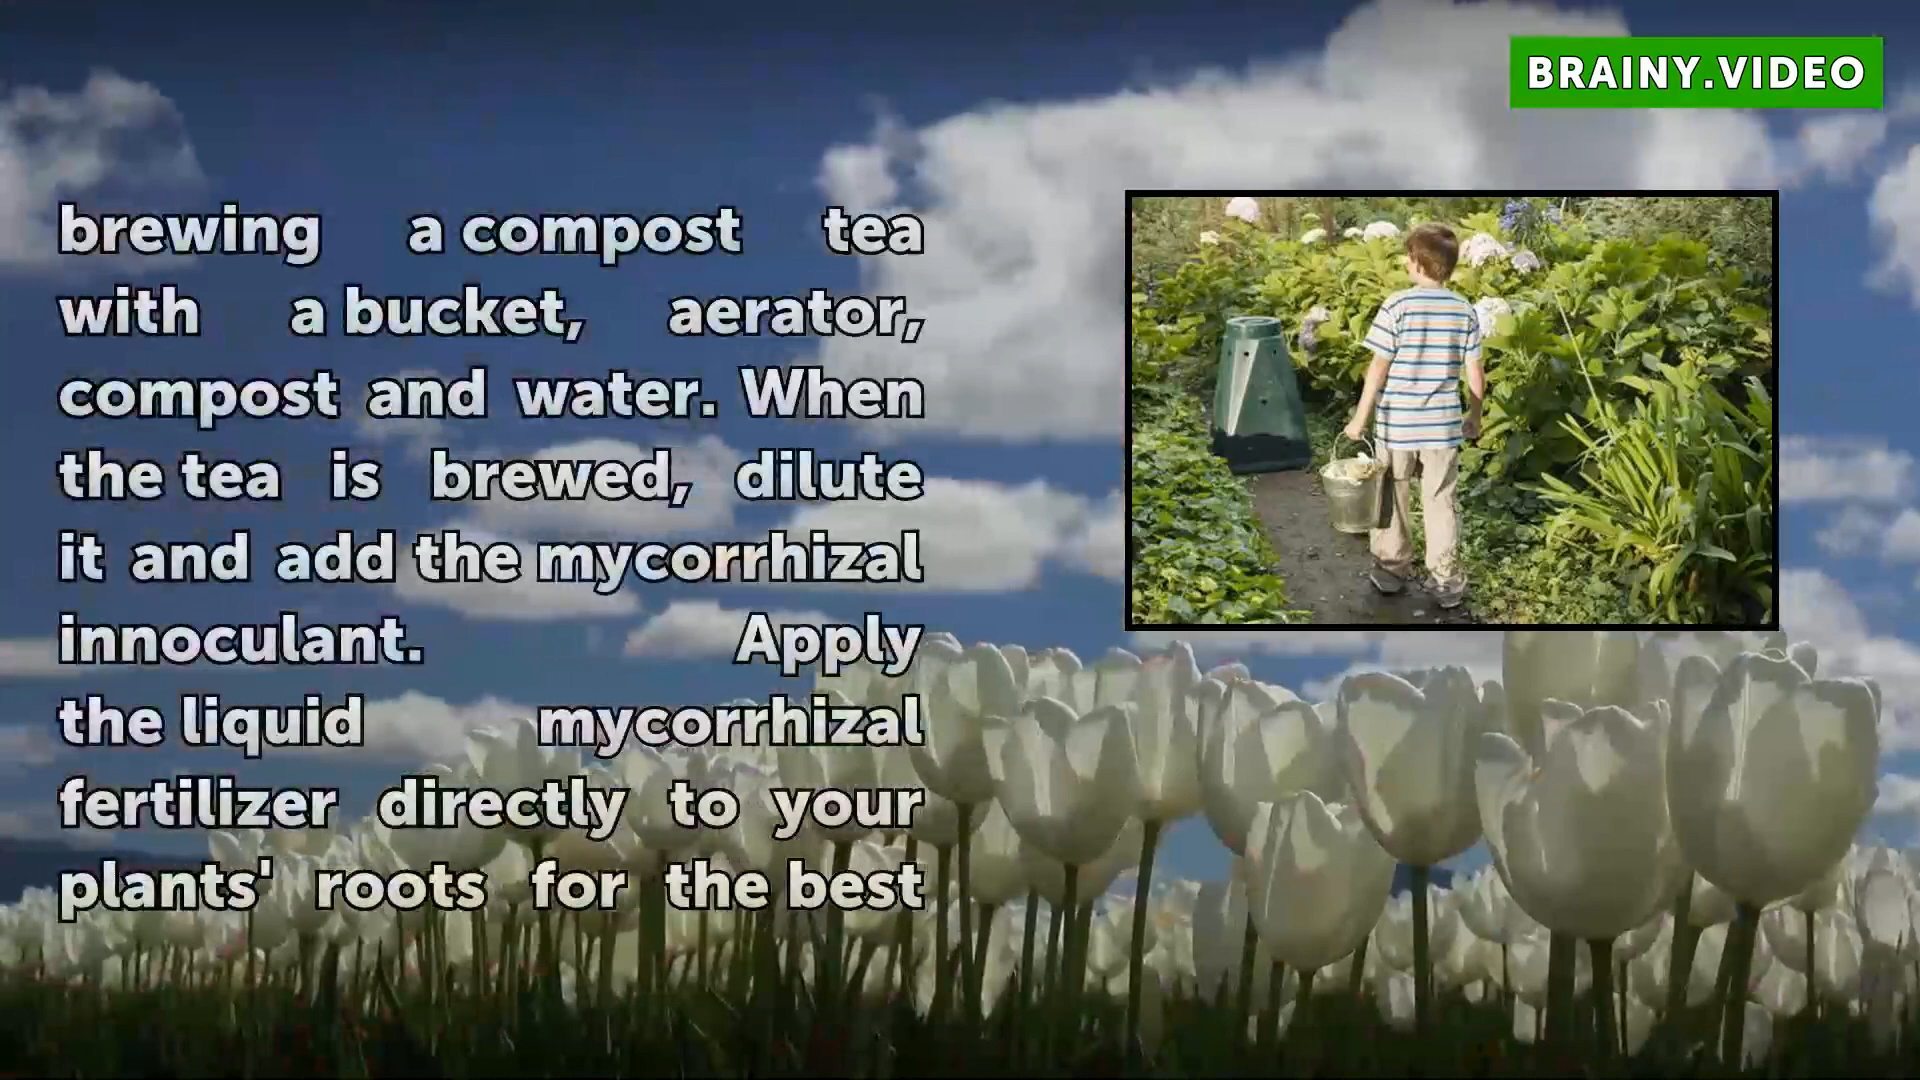 BRAINY.VIDEO
brewing a compost tea
with a bucket, aerator,
compost and water. When
the tea is brewed, dilute
it and add the mycorrhizal
innoculant. Apply
the liquid mycorrhizal
fertilizer directly to your
plants' roots for the best